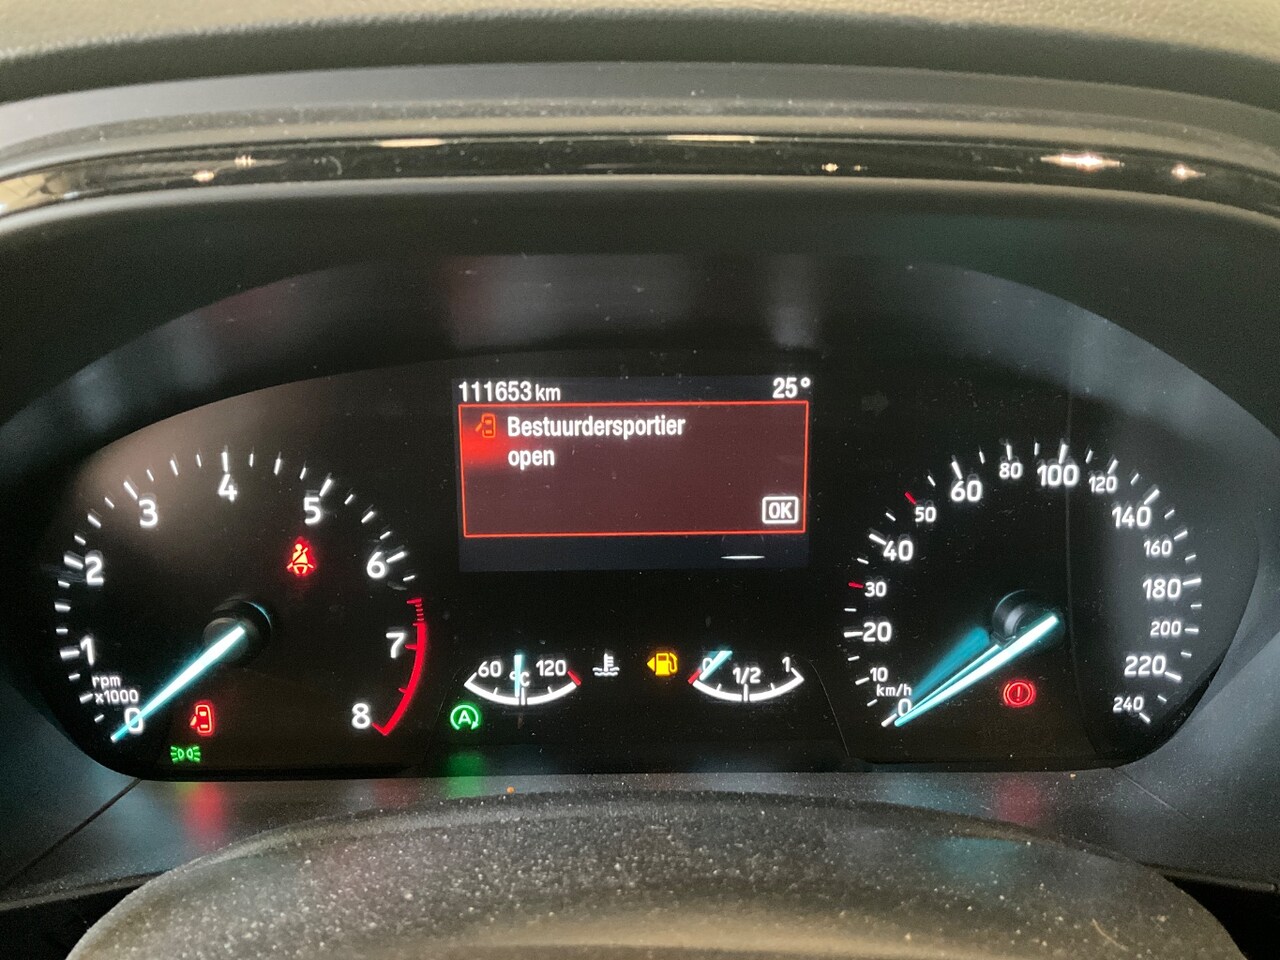 111653 km 25°
Bestuurdersportier
open
OK
0 1 2 3 4 5 6 7 8
rpm
x1000
60 °C 120
0 1/2 1
A
0 10 20 30 40 50 60 80 100 120 140 160 180 200 220 240
km/h